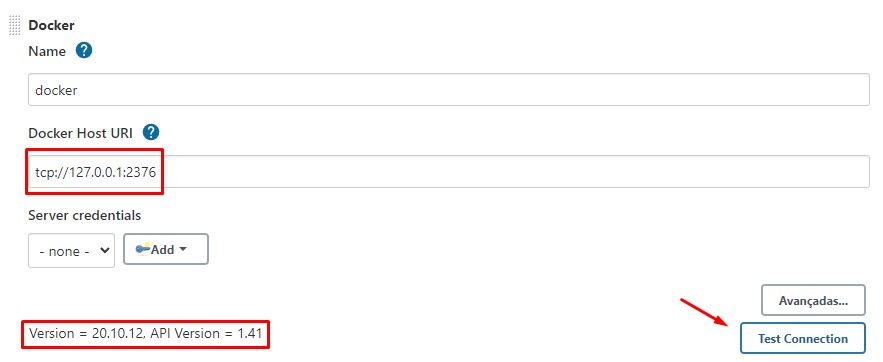 Docker
Name ?
docker
Docker Host URI ?
tcp://127.0.0.1:2376
Server credentials
- none - Add
Avançadas...
Version = 20.10.12, API Version = 1.41 Test Connection